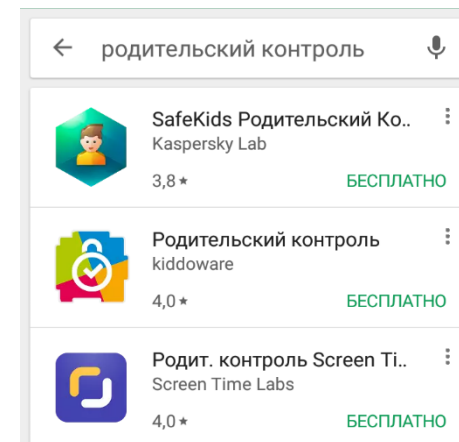 родительский контроль
SafeKids Родительский Ко..
Kaspersky Lab
3,8 ★ БЕСПЛАТНО
Родительский контроль
kiddoware
4,0 ★ БЕСПЛАТНО
Родит. контроль Screen Ti..
Screen Time Labs
4,0 ★ БЕСПЛАТНО